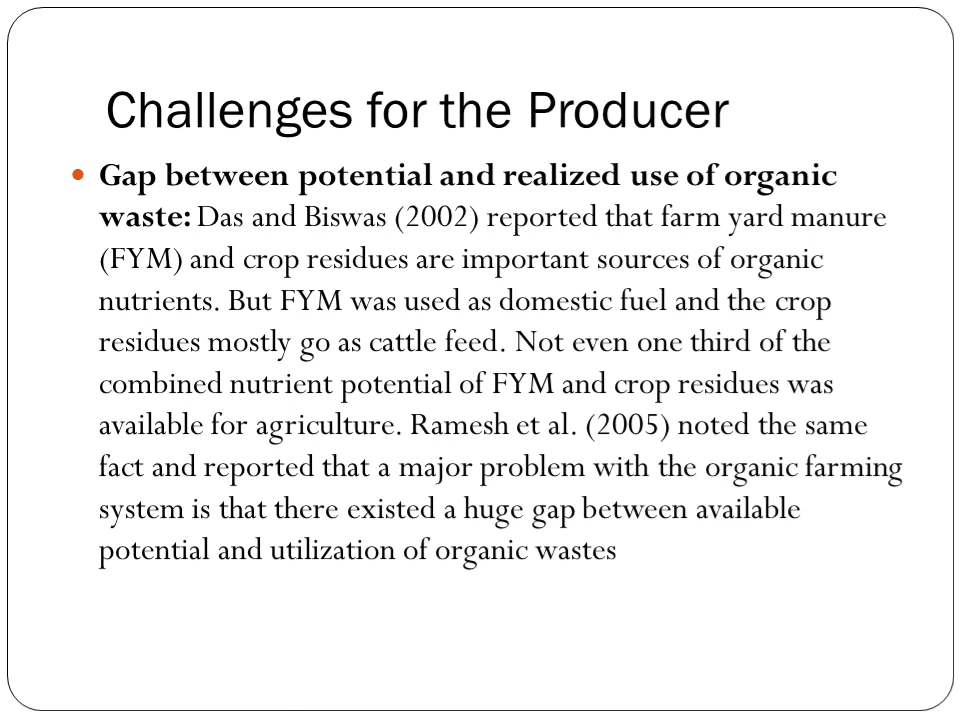 Challenges for the Producer
• Gap between potential and realized use of organic
waste: Das and Biswas (2002) reported that farm yard manure
(FYM) and crop residues are important sources of organic
nutrients. But FYM was used as domestic fuel and the crop
residues mostly go as cattle feed. Not even one third of the
combined nutrient potential of FYM and crop residues was
available for agriculture. Ramesh et al. (2005) noted the same
fact and reported that a major problem with the organic farming
system is that there existed a huge gap between available
potential and utilization of organic wastes